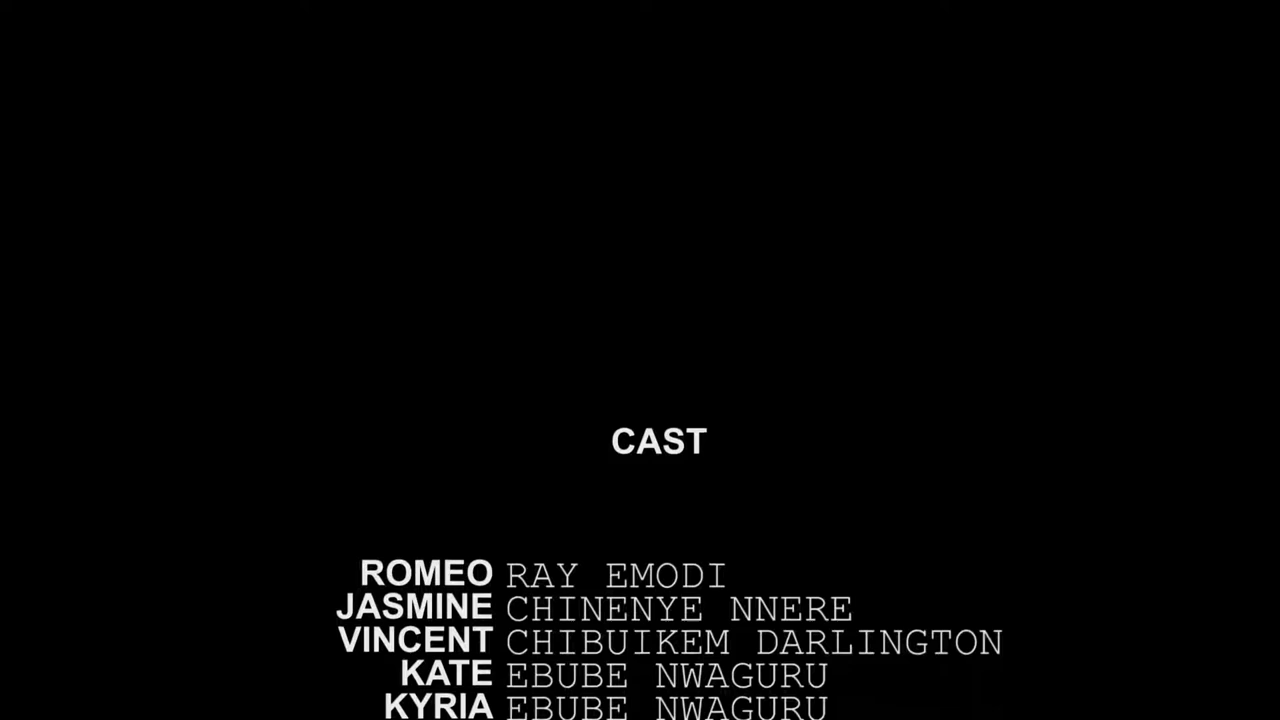 CAST
ROMEO RAY EMODI
JASMINE CHINENYE NNERE
VINCENT CHIBUIKEM DARLINGTON
KATE EBUBE NWAGURU
KYRIA EBUBE NWAGURU